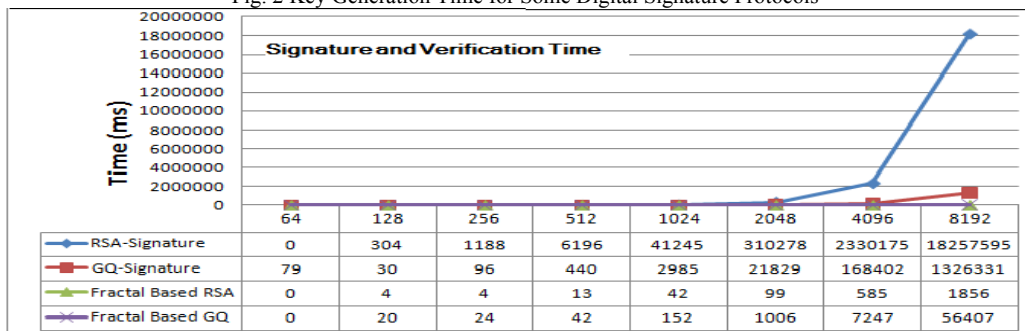 Fig. 2 Key Generation Time for Some Digital Signature Protocols
Signature and Verification Time
Time (ms)
20000000
18000000
16000000
14000000
12000000
10000000
8000000
6000000
4000000
2000000
0
64 128 256 512 1024 2048 4096 8192
RSA-Signature 0 304 1188 6196 41245 310278 2330175 18257595
GQ-Signature 79 30 96 440 2985 21829 168402 1326331
Fractal Based RSA 0 4 4 13 42 99 585 1856
Fractal Based GQ 0 20 24 42 152 1006 7247 56407